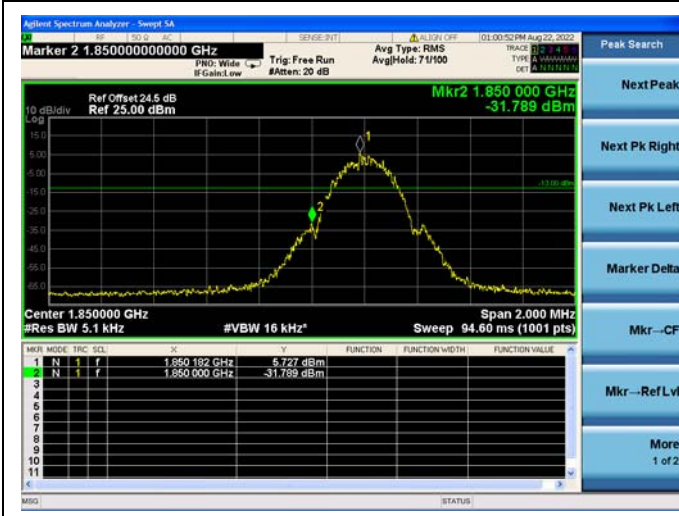 Agilent Spectrum Analyzer - Swept SA
RF 50 Ω AC SENSE:INT ALIGN OFF 01:00:52 PM Aug 22, 2022
Marker 2 1.850000000000 GHz
PNO: Wide
IFGain:Low
Trig: Free Run
#Atten: 20 dB
Avg Type: RMS
Avg|Hold: 71/100
TRACE 1 2 3 4 5 6
TYPE A
DET A N N N N N
Ref Offset 24.5 dB
Ref 25.00 dBm
10 dB/div
Log
Mkr2 1.850 000 GHz
-31.789 dBm
15.0
5.00
-5.00
-15.0
-25.0
-35.0
-45.0
-55.0
-65.0
1
2
-13.00 dBm
Center 1.850000 GHz
Span 2.000 MHz
#Res BW 5.1 kHz
#VBW 16 kHz*
Sweep 94.60 ms (1001 pts)
MKR MODE TRC SCL X Y FUNCTION FUNCTION WIDTH FUNCTION VALUE
1 N 1 f 1.850 182 GHz 5.727 dBm
2 N 1 f 1.850 000 GHz -31.789 dBm
3
4
5
6
7
8
9
10
11
MSG
STATUS
Peak Search
Next Peak
Next Pk Right
Next Pk Left
Marker Delta
Mkr→CF
Mkr→Ref Lvl
More
1 of 2